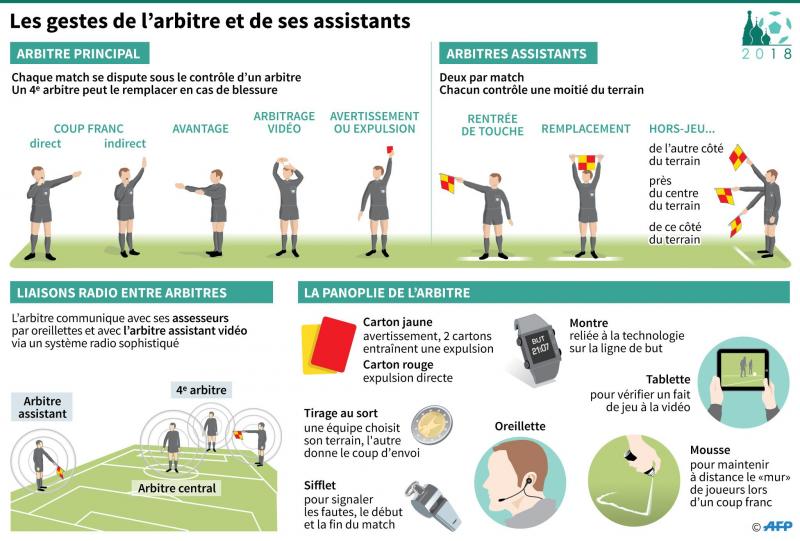 Les gestes de l’arbitre et de ses assistants
2018
ARBITRE PRINCIPAL
Chaque match se dispute sous le contrôle d’un arbitre
Un 4e arbitre peut le remplacer en cas de blessure
COUP FRANC
direct
indirect
AVANTAGE
ARBITRAGE
VIDÉO
AVERTISSEMENT
OU EXPULSION
ARBITRES ASSISTANTS
Deux par match
Chacun contrôle une moitié du terrain
RENTRÉE
DE TOUCHE
REMPLACEMENT
HORS-JEU...
de l’autre côté
du terrain
près
du centre
du terrain
de ce côté
du terrain
LIAISONS RADIO ENTRE ARBITRES
L’arbitre communique avec ses assesseurs
par oreillettes et avec l’arbitre assistant vidéo
via un système radio sophistiqué
Arbitre
assistant
4e arbitre
Arbitre central
LA PANOPLIE DE L’ARBITRE
Carton jaune
avertissement, 2 cartons
entraînent une expulsion
Carton rouge
expulsion directe
BUT
21:07
Montre
reliée à la technologie
sur la ligne de but
Tablette
pour vérifier un fait
de jeu à la vidéo
Tirage au sort
une équipe choisit
son terrain, l'autre
donne le coup d’envoi
Oreillette
Sifflet
pour signaler
les fautes, le début
et la fin du match
Mousse
pour maintenir
à distance le «mur»
de joueurs lors
d’un coup franc
© AFP